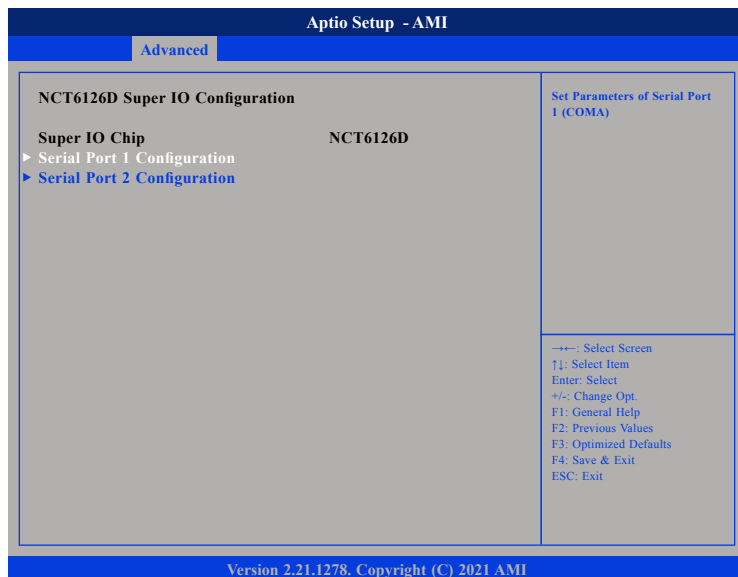 Aptio Setup - AMI
Advanced
NCT6126D Super IO Configuration
Super IO Chip NCT6126D
► Serial Port 1 Configuration
► Serial Port 2 Configuration
Set Parameters of Serial Port
1 (COMA)
→←: Select Screen
↑↓: Select Item
Enter: Select
+/-: Change Opt.
F1: General Help
F2: Previous Values
F3: Optimized Defaults
F4: Save & Exit
ESC: Exit
Version 2.21.1278. Copyright (C) 2021 AMI